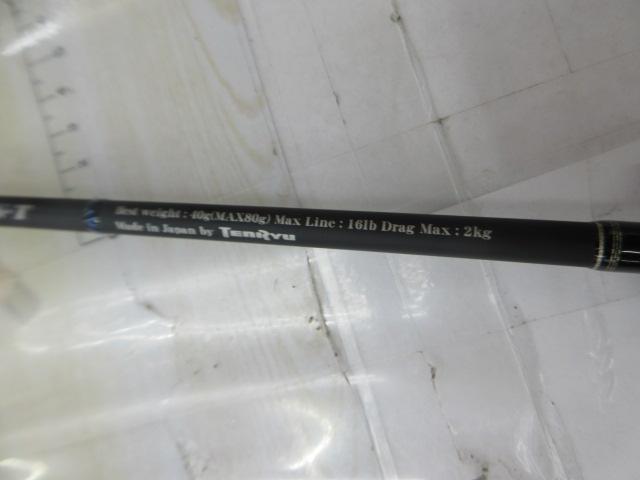 Best weight : 40g(MAX80g) Max Line : 16lb Drag Max : 2kg
Made in Japan by TENRYU